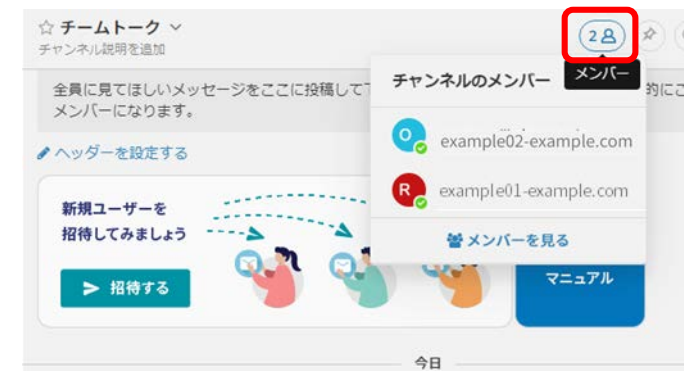 チームトーク
チャンネル説明を追加
2
メンバー
チャンネルのメンバー
全員に見てほしいメッセージをここに投稿して
メンバーになります。
的にこ
O
example02-example.com
R
example01-example.com
メンバーを見る
ヘッダーを設定する
新規ユーザーを
招待してみましょう
招待する
マニュアル
今日